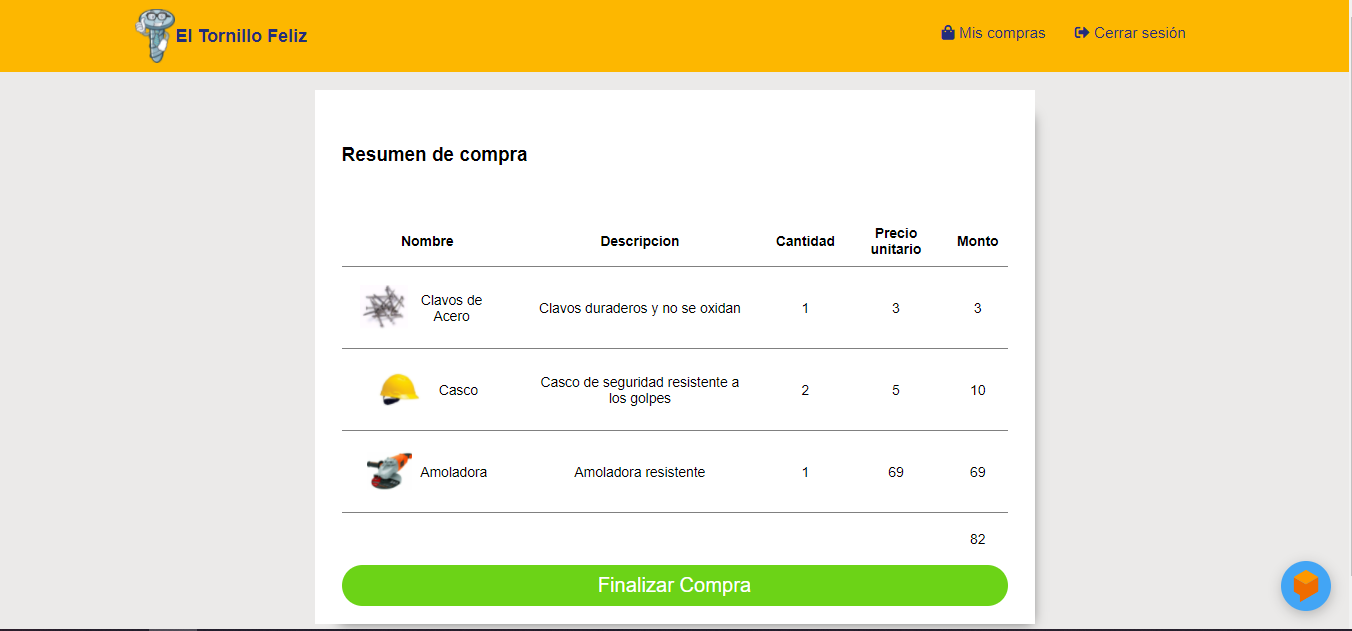 El Tornillo Feliz
Mis compras
Cerrar sesión
Resumen de compra
Nombre Descripcion Cantidad Precio unitario Monto
Clavos de Acero Clavos duraderos y no se oxidan 1 3 3
Casco Casco de seguridad resistente a los golpes 2 5 10
Amoladora Amoladora resistente 1 69 69
82
Finalizar Compra